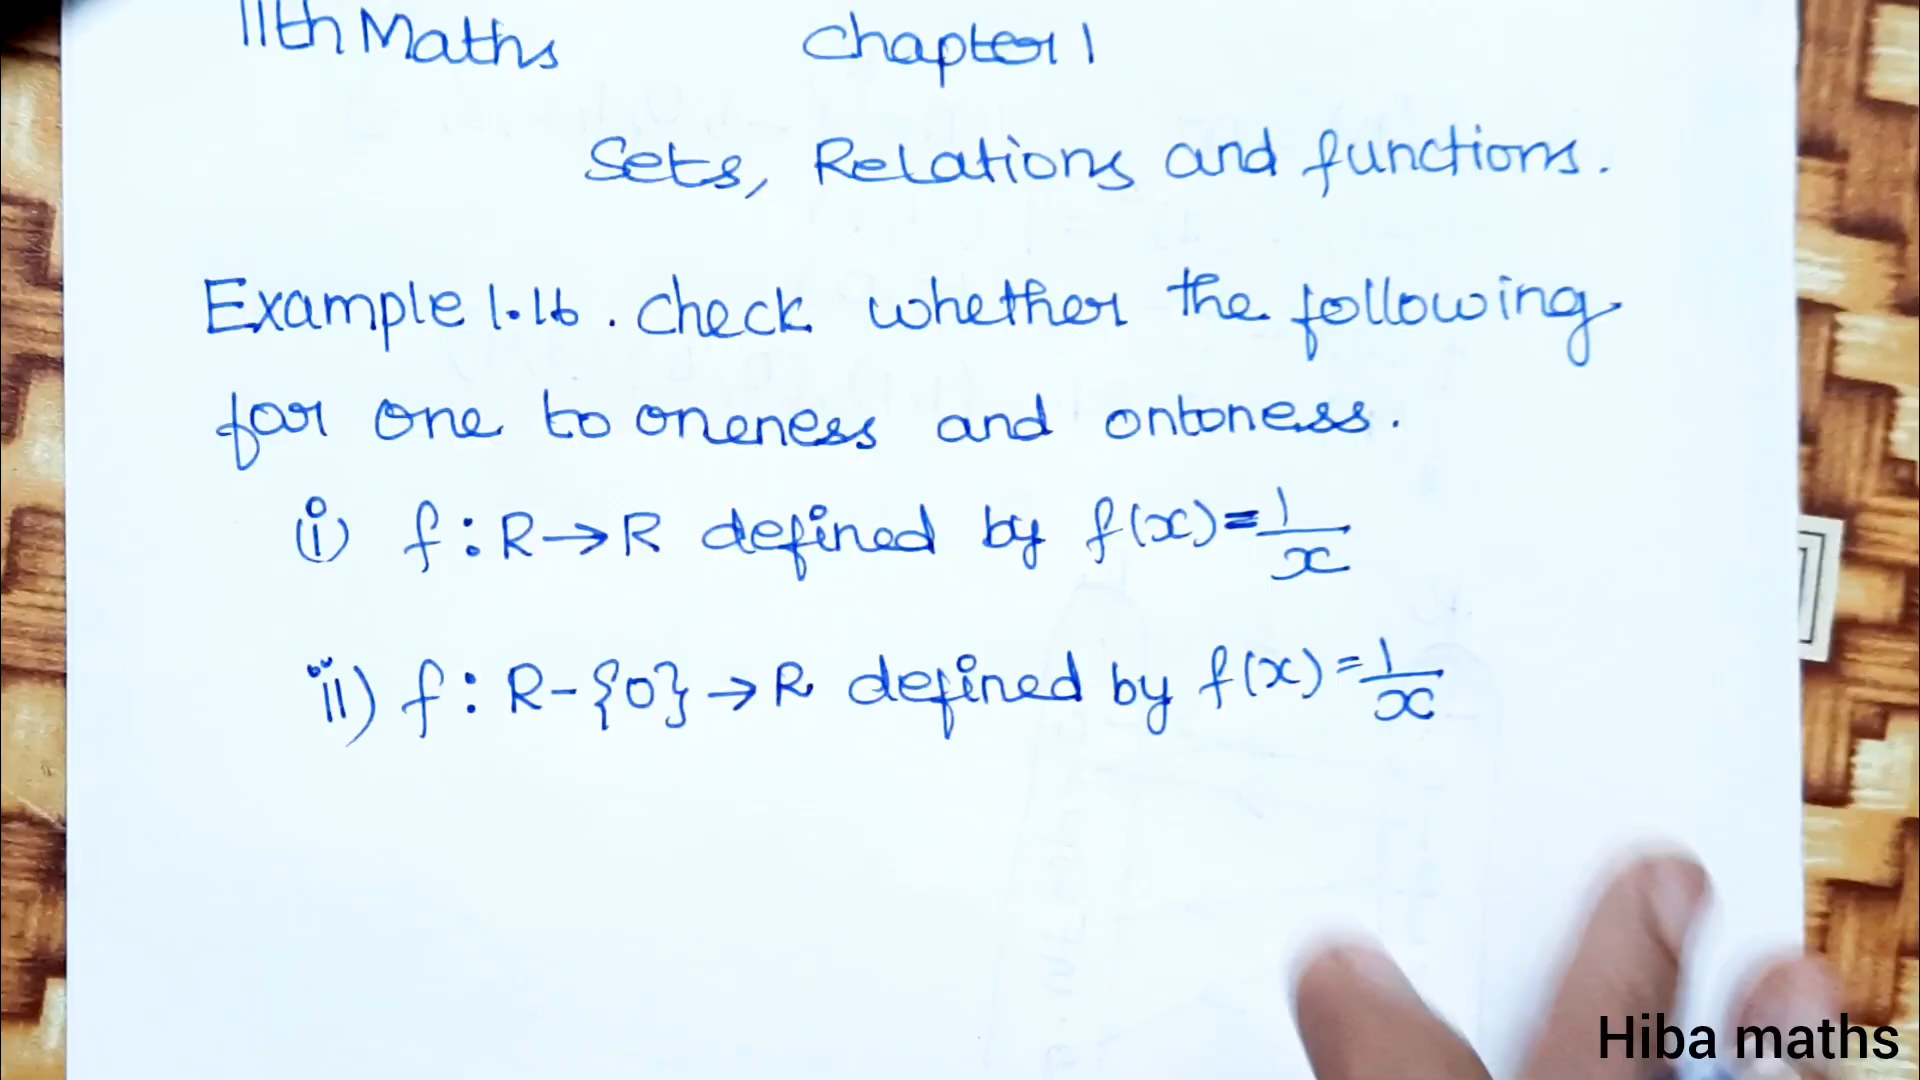 11th Maths Chapter 1
Sets, Relations and functions.
Example 1.16. check whether the following
for one to oneness and ontoness.
(i) f : R → R defined by f(x) = 1/x
ii) f : R - {0} → R defined by f(x) = 1/x
Hiba maths